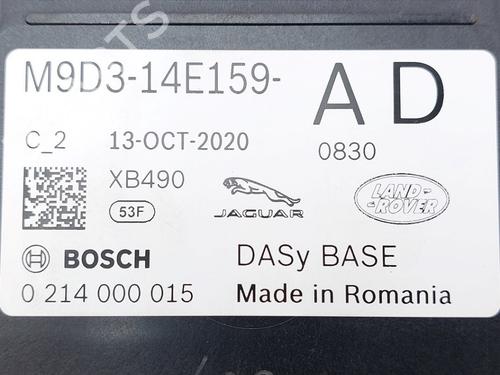 M9D3-14E159- AD
C_2 13-OCT-2020 0830
XB490
53F
JAGUAR
LAND-ROVER
BOSCH DASy BASE
0 214 000 015 Made in Romania
PARTS